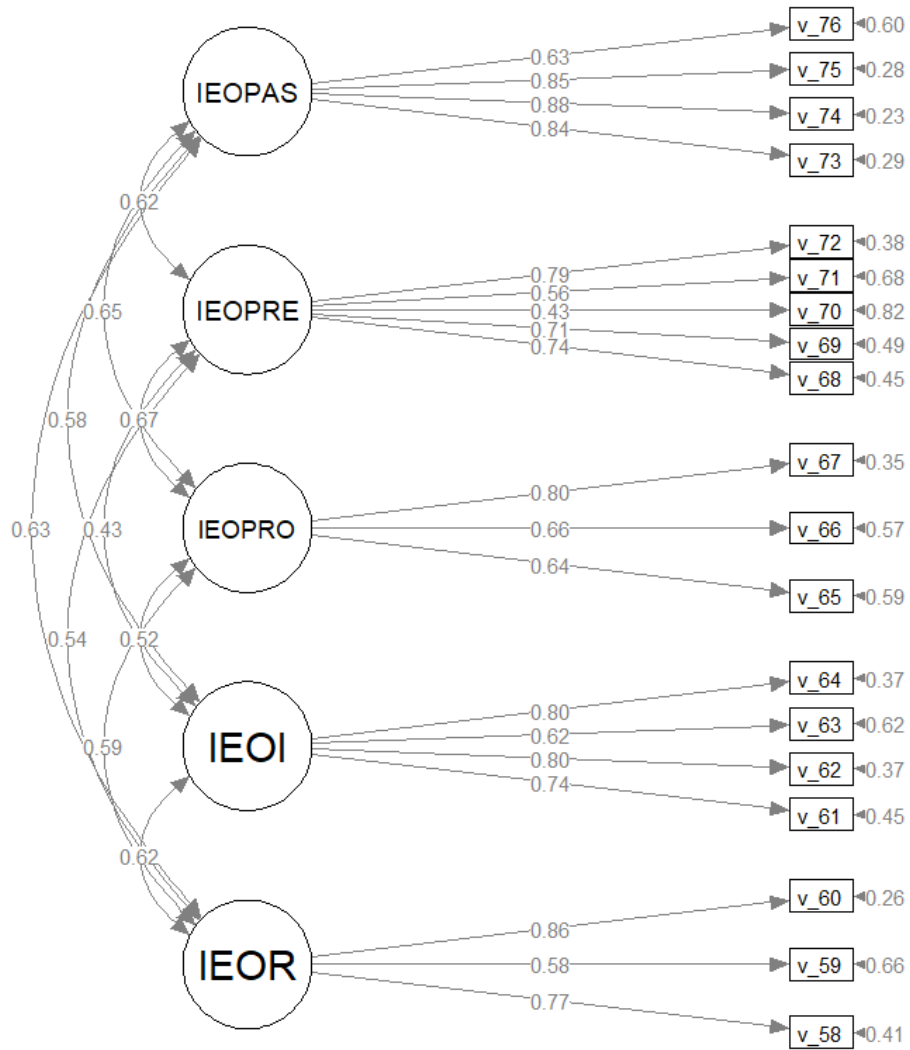 v_76 0.60
0.63
v_75 0.28
0.85
IEOPAS
v_74 0.23
0.88
0.84
v_73 0.29
0.62
v_72 0.38
0.79
v_71 0.68
0.56
IEOPRE
0.65
0.43
v_70 0.82
0.71
v_69 0.49
0.74
v_68 0.45
0.58
0.67
v_67 0.35
0.80
0.63
0.43
IEOPRO
0.66
v_66 0.57
0.64
v_65 0.59
0.54
0.52
v_64 0.37
0.80
v_63 0.62
0.62
0.59
IEOI
0.80
v_62 0.37
0.74
v_61 0.45
0.62
v_60 0.26
0.86
IEOR
0.58
v_59 0.66
0.77
v_58 0.41